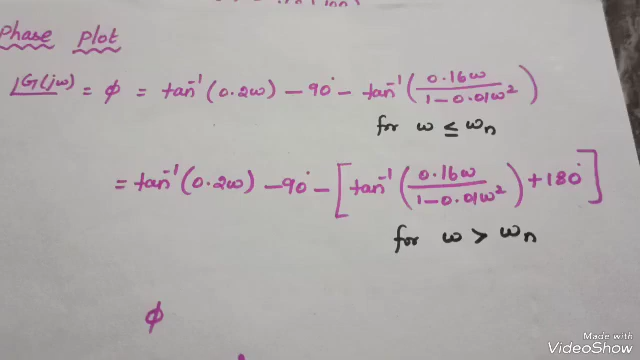 Phase Plot
∠G(jω) = ϕ = tan⁻¹(0.2ω) − 90° − tan⁻¹(0.16ω / 1 − 0.01ω²)
for ω ≤ ωn
= tan⁻¹(0.2ω) − 90° − [tan⁻¹(0.16ω / 1 − 0.01ω²) + 180°]
for ω > ωn
ϕ
Made with
VideoShow